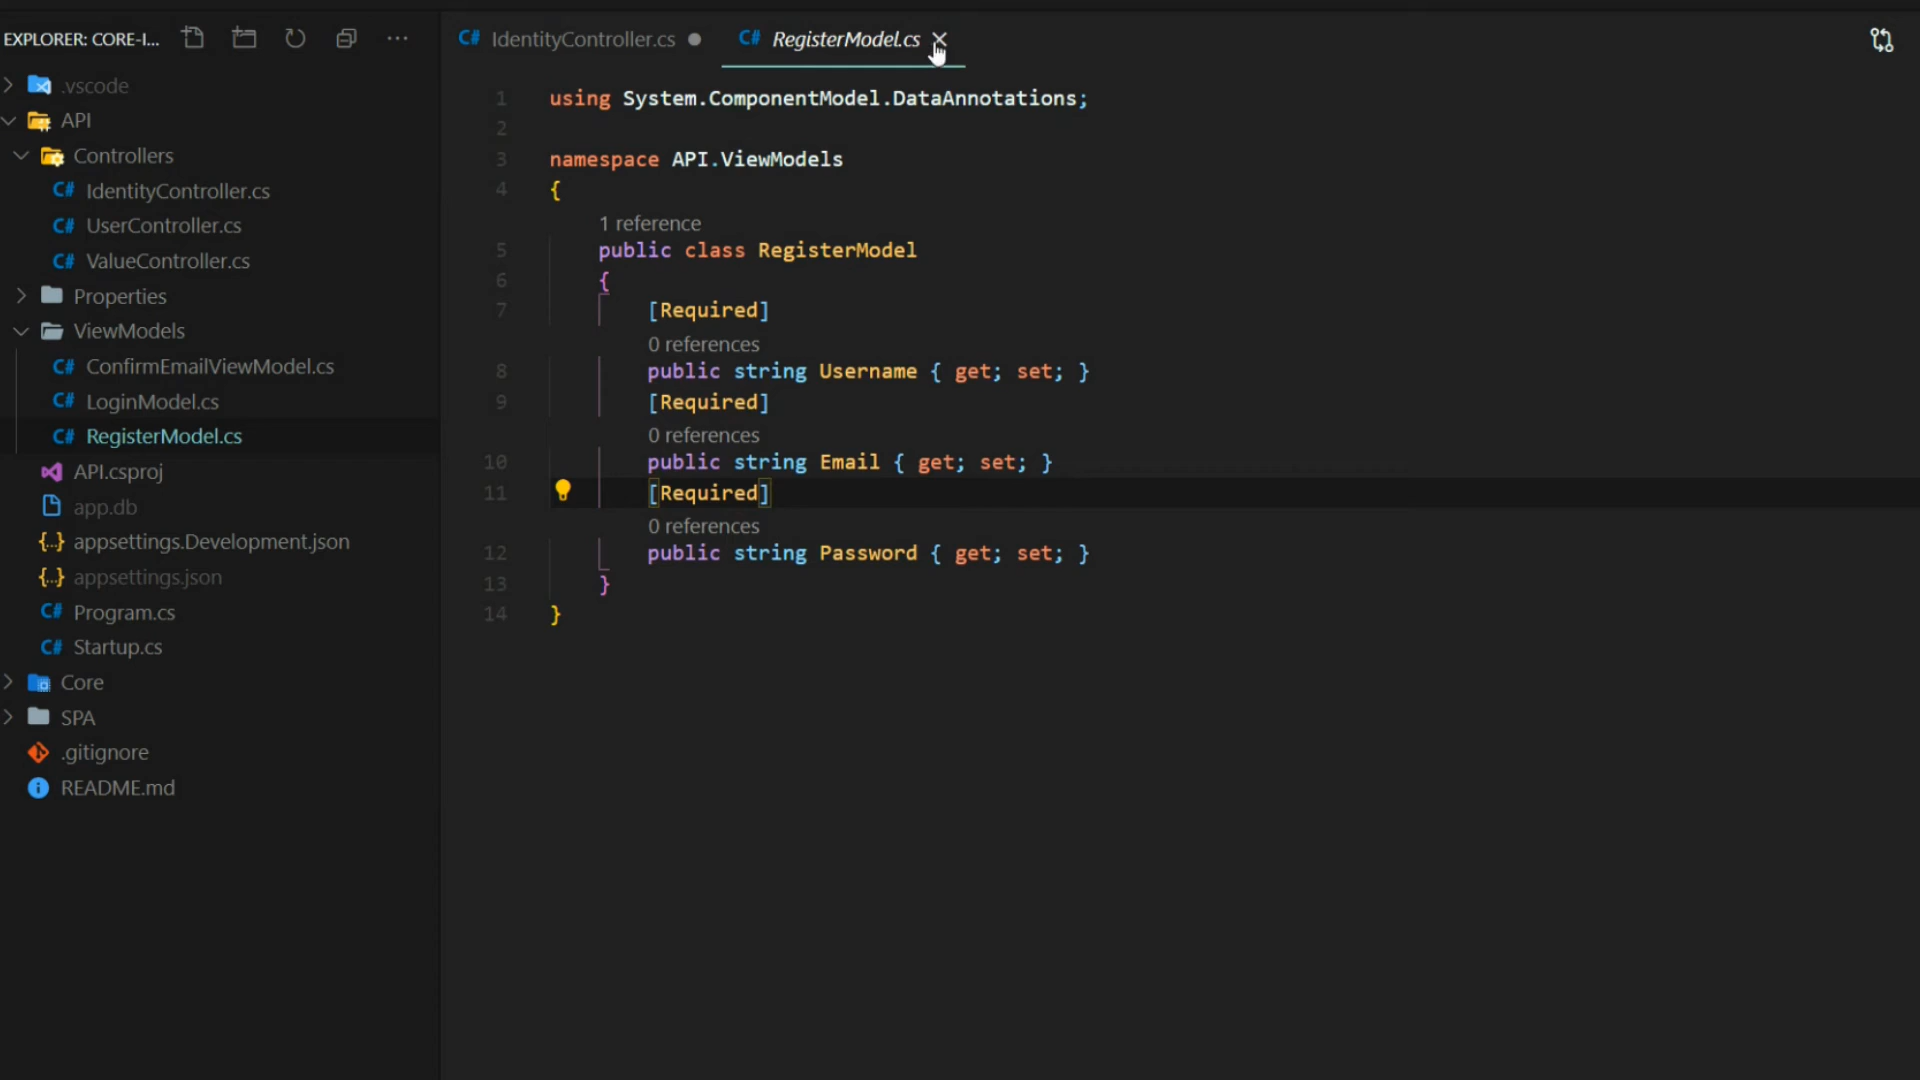 EXPLORER: CORE-I...
.vscode
API
Controllers
C# IdentityController.cs
C# UserController.cs
C# ValueController.cs
Properties
ViewModels
C# ConfirmEmailViewModel.cs
C# LoginModel.cs
C# RegisterModel.cs
API.csproj
app.db
{..} appsettings.Development.json
{..} appsettings.json
C# Program.cs
C# Startup.cs
Core
SPA
.gitignore
README.md
C# IdentityController.cs C# RegisterModel.cs
1 using System.ComponentModel.DataAnnotations;
2
3 namespace API.ViewModels
4 {
1 reference
5 public class RegisterModel
6 {
7 [Required]
0 references
8 public string Username { get; set; }
9 [Required]
0 references
10 public string Email { get; set; }
11 [Required]
0 references
12 public string Password { get; set; }
13 }
14 }